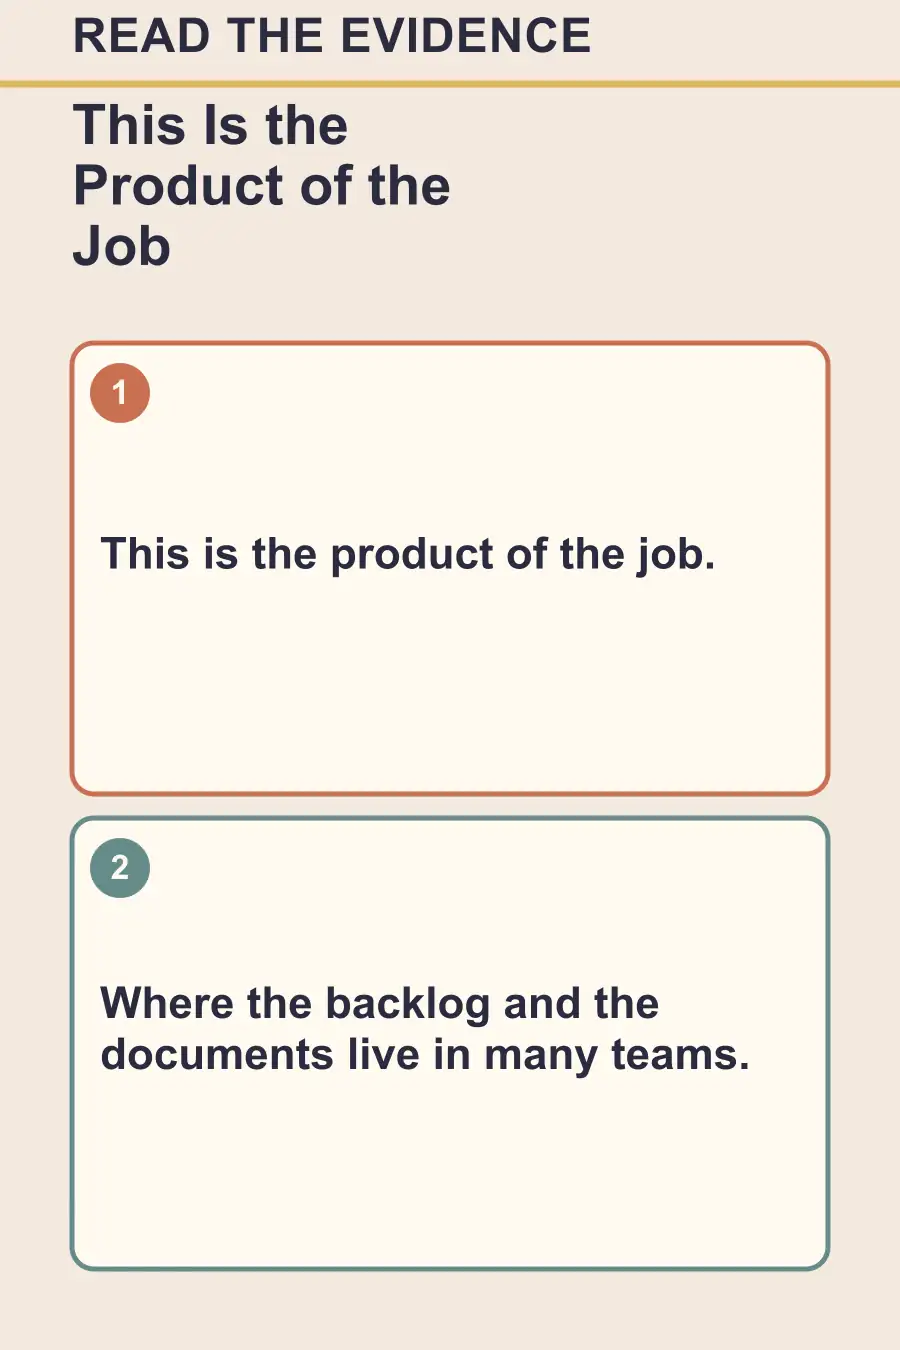 READ THE EVIDENCE
This Is the
Product of the
Job
1
This is the product of the job.
2
Where the backlog and the
documents live in many teams.